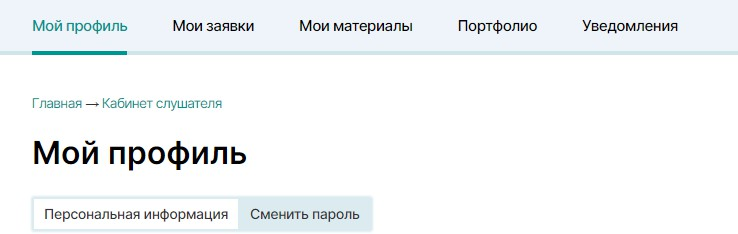 Мой профиль Мои заявки Мои материалы Портфолио Уведомления
Главная → Кабинет слушателя
Мой профиль
Персональная информация Сменить пароль